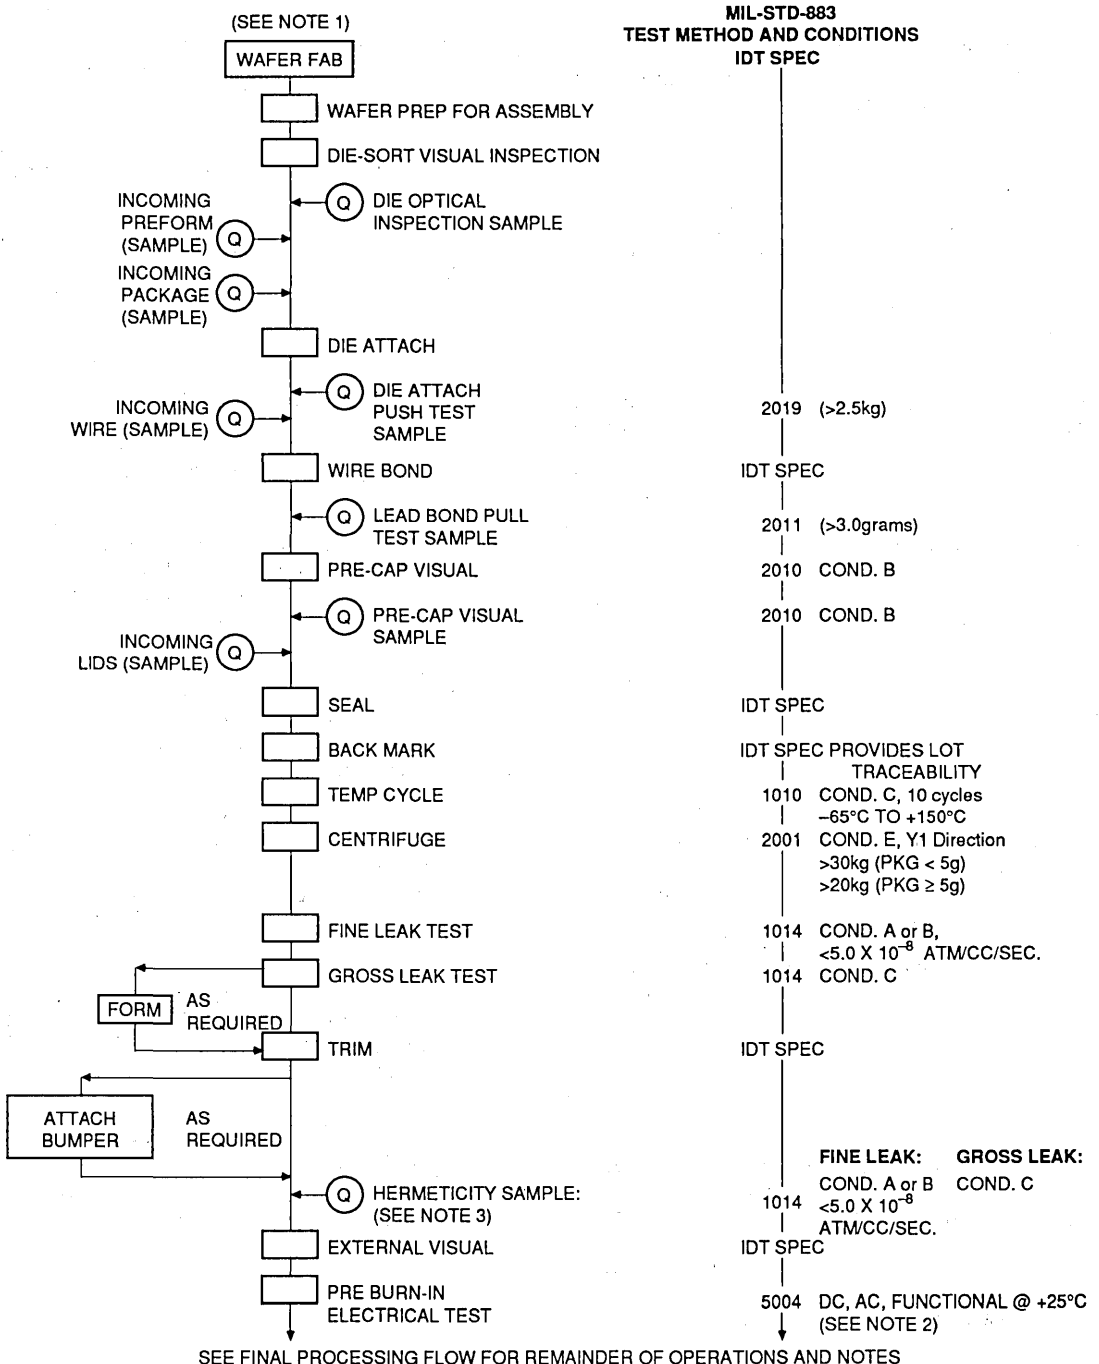 (SEE NOTE 1)
MIL-STD-883
TEST METHOD AND CONDITIONS
IDT SPEC
WAFER FAB
WAFER PREP FOR ASSEMBLY
DIE-SORT VISUAL INSPECTION
Q DIE OPTICAL
INSPECTION SAMPLE
INCOMING
PREFORM
(SAMPLE) Q
INCOMING
PACKAGE Q
(SAMPLE)
DIE ATTACH
Q DIE ATTACH
PUSH TEST
SAMPLE
INCOMING
WIRE (SAMPLE) Q
2019 (>2.5kg)
WIRE BOND
IDT SPEC
Q LEAD BOND PULL
TEST SAMPLE
2011 (>3.0grams)
PRE-CAP VISUAL
2010 COND. B
Q PRE-CAP VISUAL
SAMPLE
2010 COND. B
INCOMING
LIDS (SAMPLE) Q
SEAL
IDT SPEC
BACK MARK
IDT SPEC PROVIDES LOT
TRACEABILITY
TEMP CYCLE
1010 COND. C, 10 cycles
–65°C TO +150°C
CENTRIFUGE
2001 COND. E, Y1 Direction
>30kg (PKG < 5g)
>20kg (PKG ≥ 5g)
FINE LEAK TEST
1014 COND. A or B,
<5.0 X 10⁻⁸ ATM/CC/SEC.
GROSS LEAK TEST
1014 COND. C
FORM
AS
REQUIRED
TRIM
IDT SPEC
ATTACH
BUMPER
AS
REQUIRED
FINE LEAK: GROSS LEAK:
COND. A or B COND. C
Q HERMETICITY SAMPLE:
(SEE NOTE 3)
1014 <5.0 X 10⁻⁸
ATM/CC/SEC.
EXTERNAL VISUAL
IDT SPEC
PRE BURN-IN
ELECTRICAL TEST
5004 DC, AC, FUNCTIONAL @ +25°C
(SEE NOTE 2)
SEE FINAL PROCESSING FLOW FOR REMAINDER OF OPERATIONS AND NOTES